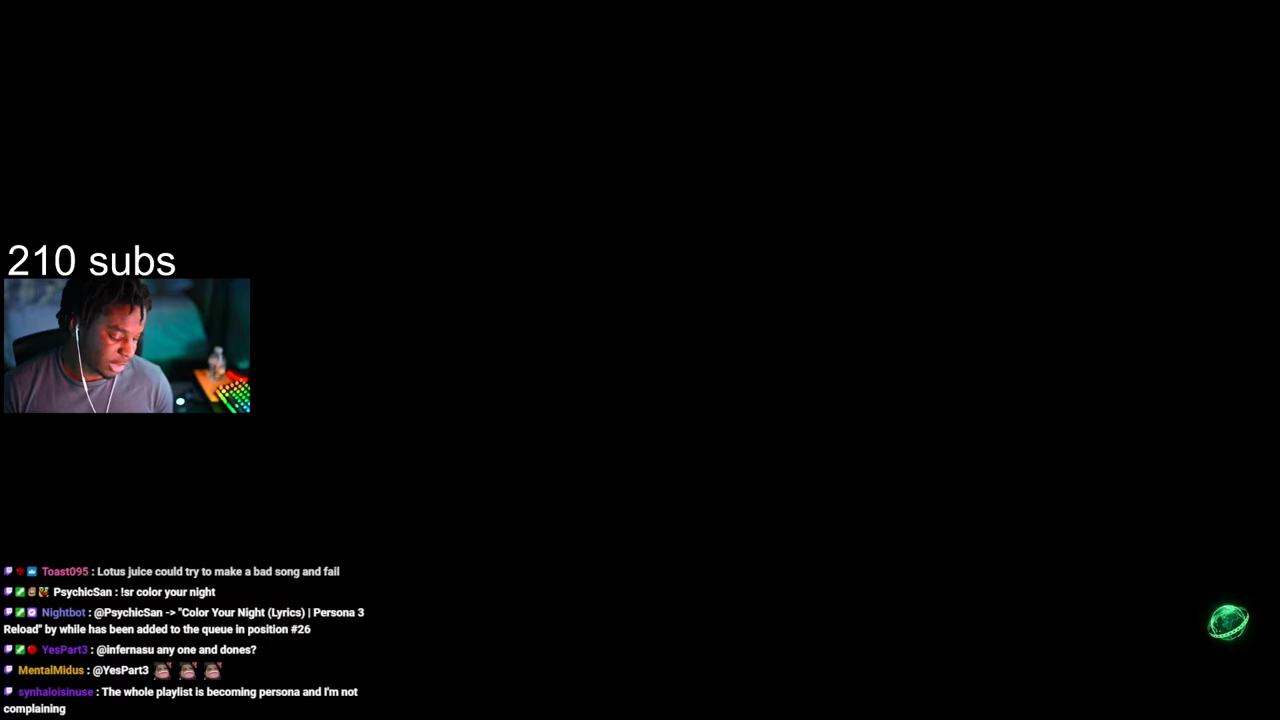 210 subs
Toast095 : Lotus juice could try to make a bad song and fail
PsychicSan : !sr color your night
Nightbot : @PsychicSan -> "Color Your Night (Lyrics) | Persona 3
Reload" by while has been added to the queue in position #26
YesPart3 : @infernasu any one and dones?
MentalMidus : @YesPart3
synhaloisinuse : The whole playlist is becoming persona and I'm not
complaining